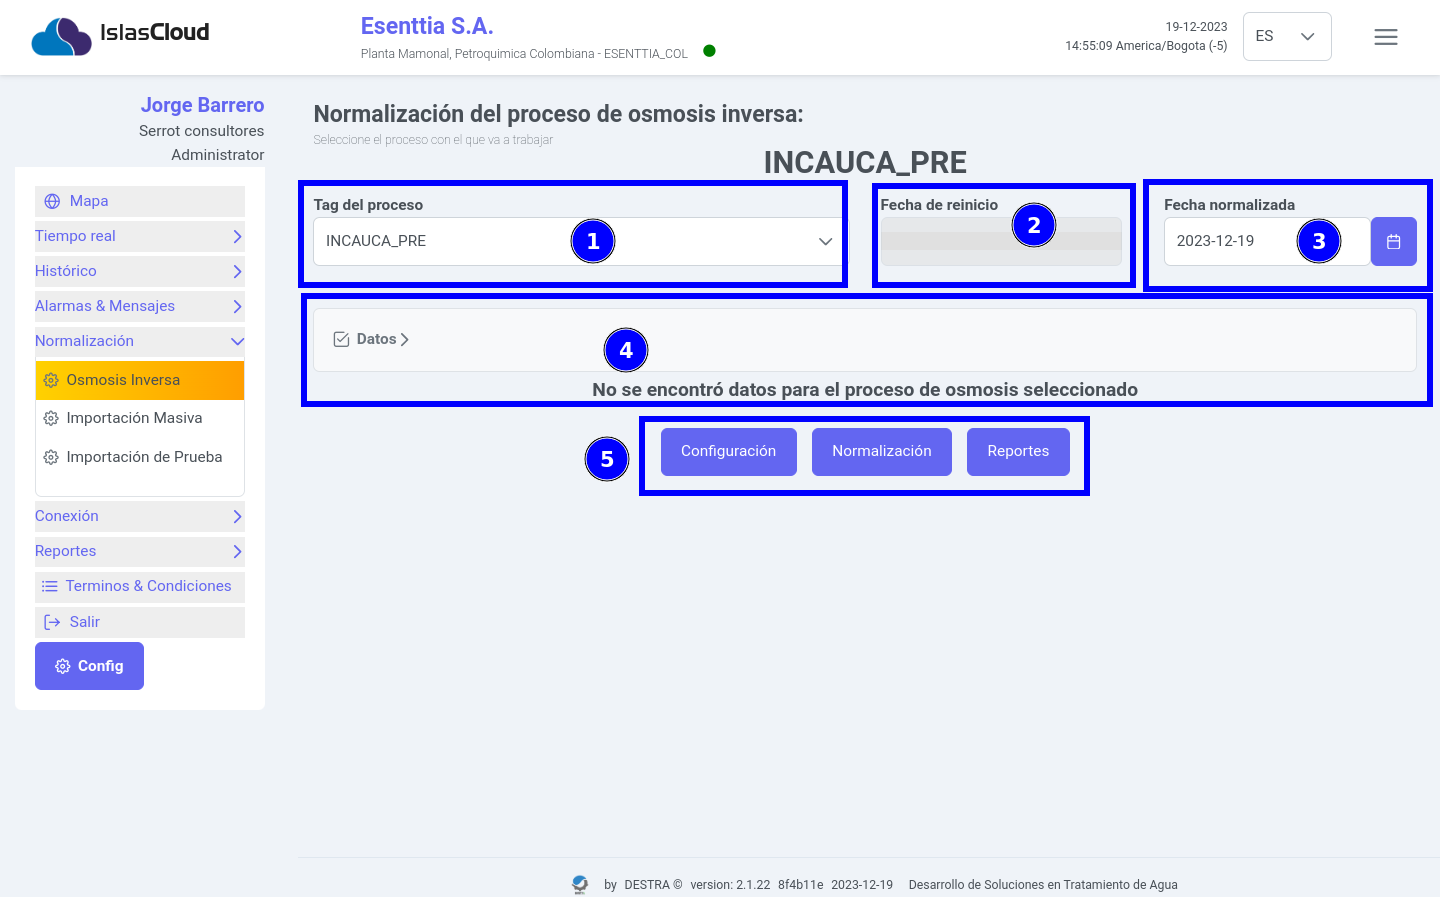 IslasCloud
Esenttia S.A.
Planta Mamonal, Petroquimica Colombiana - ESENTTIA_COL
19-12-2023
14:55:09 America/Bogota (-5)
ES
Jorge Barrero
Serrot consultores
Administrator
Mapa
Tiempo real
Histórico
Alarmas & Mensajes
Normalización
Osmosis Inversa
Importación Masiva
Importación de Prueba
Conexión
Reportes
Terminos & Condiciones
Salir
Config
Normalización del proceso de osmosis inversa:
Seleccione el proceso con el que va a trabajar
INCAUCA_PRE
Tag del proceso
INCAUCA_PRE
1
Fecha de reinicio
2
Fecha normalizada
2023-12-19
3
Datos
4
No se encontró datos para el proceso de osmosis seleccionado
5
Configuración
Normalización
Reportes
by DESTRA © version: 2.1.22 8f4b11e 2023-12-19 Desarrollo de Soluciones en Tratamiento de Agua